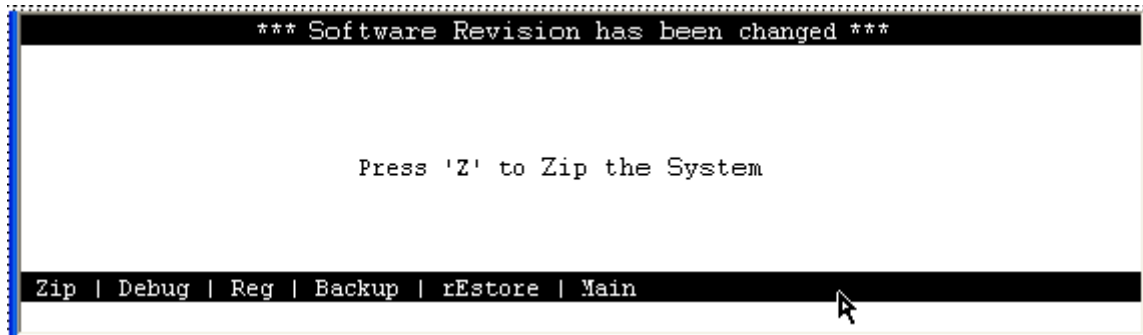 *** Software Revision has been changed ***
Press 'Z' to Zip the System
Zip | Debug | Reg | Backup | rEstore | Main